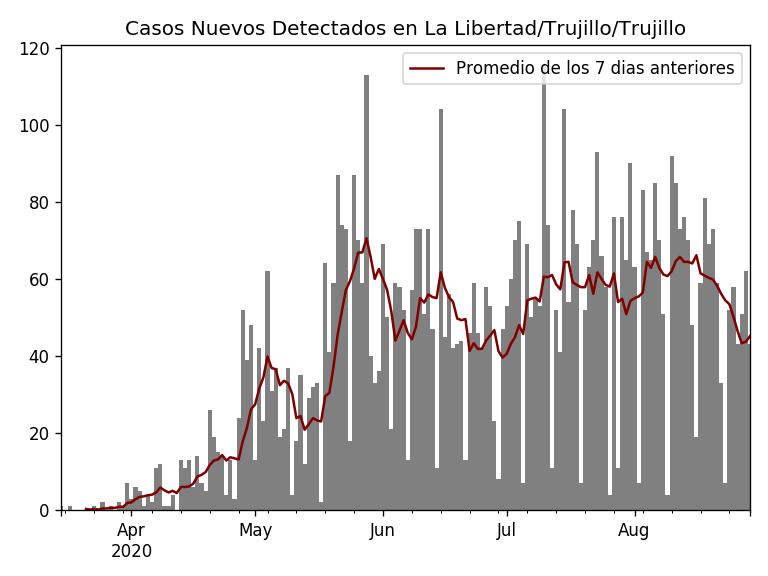 Casos Nuevos Detectados en La Libertad/Trujillo/Trujillo
Promedio de los 7 dias anteriores
120
100
80
60
40
20
0
Apr
2020
May
Jun
Jul
Aug